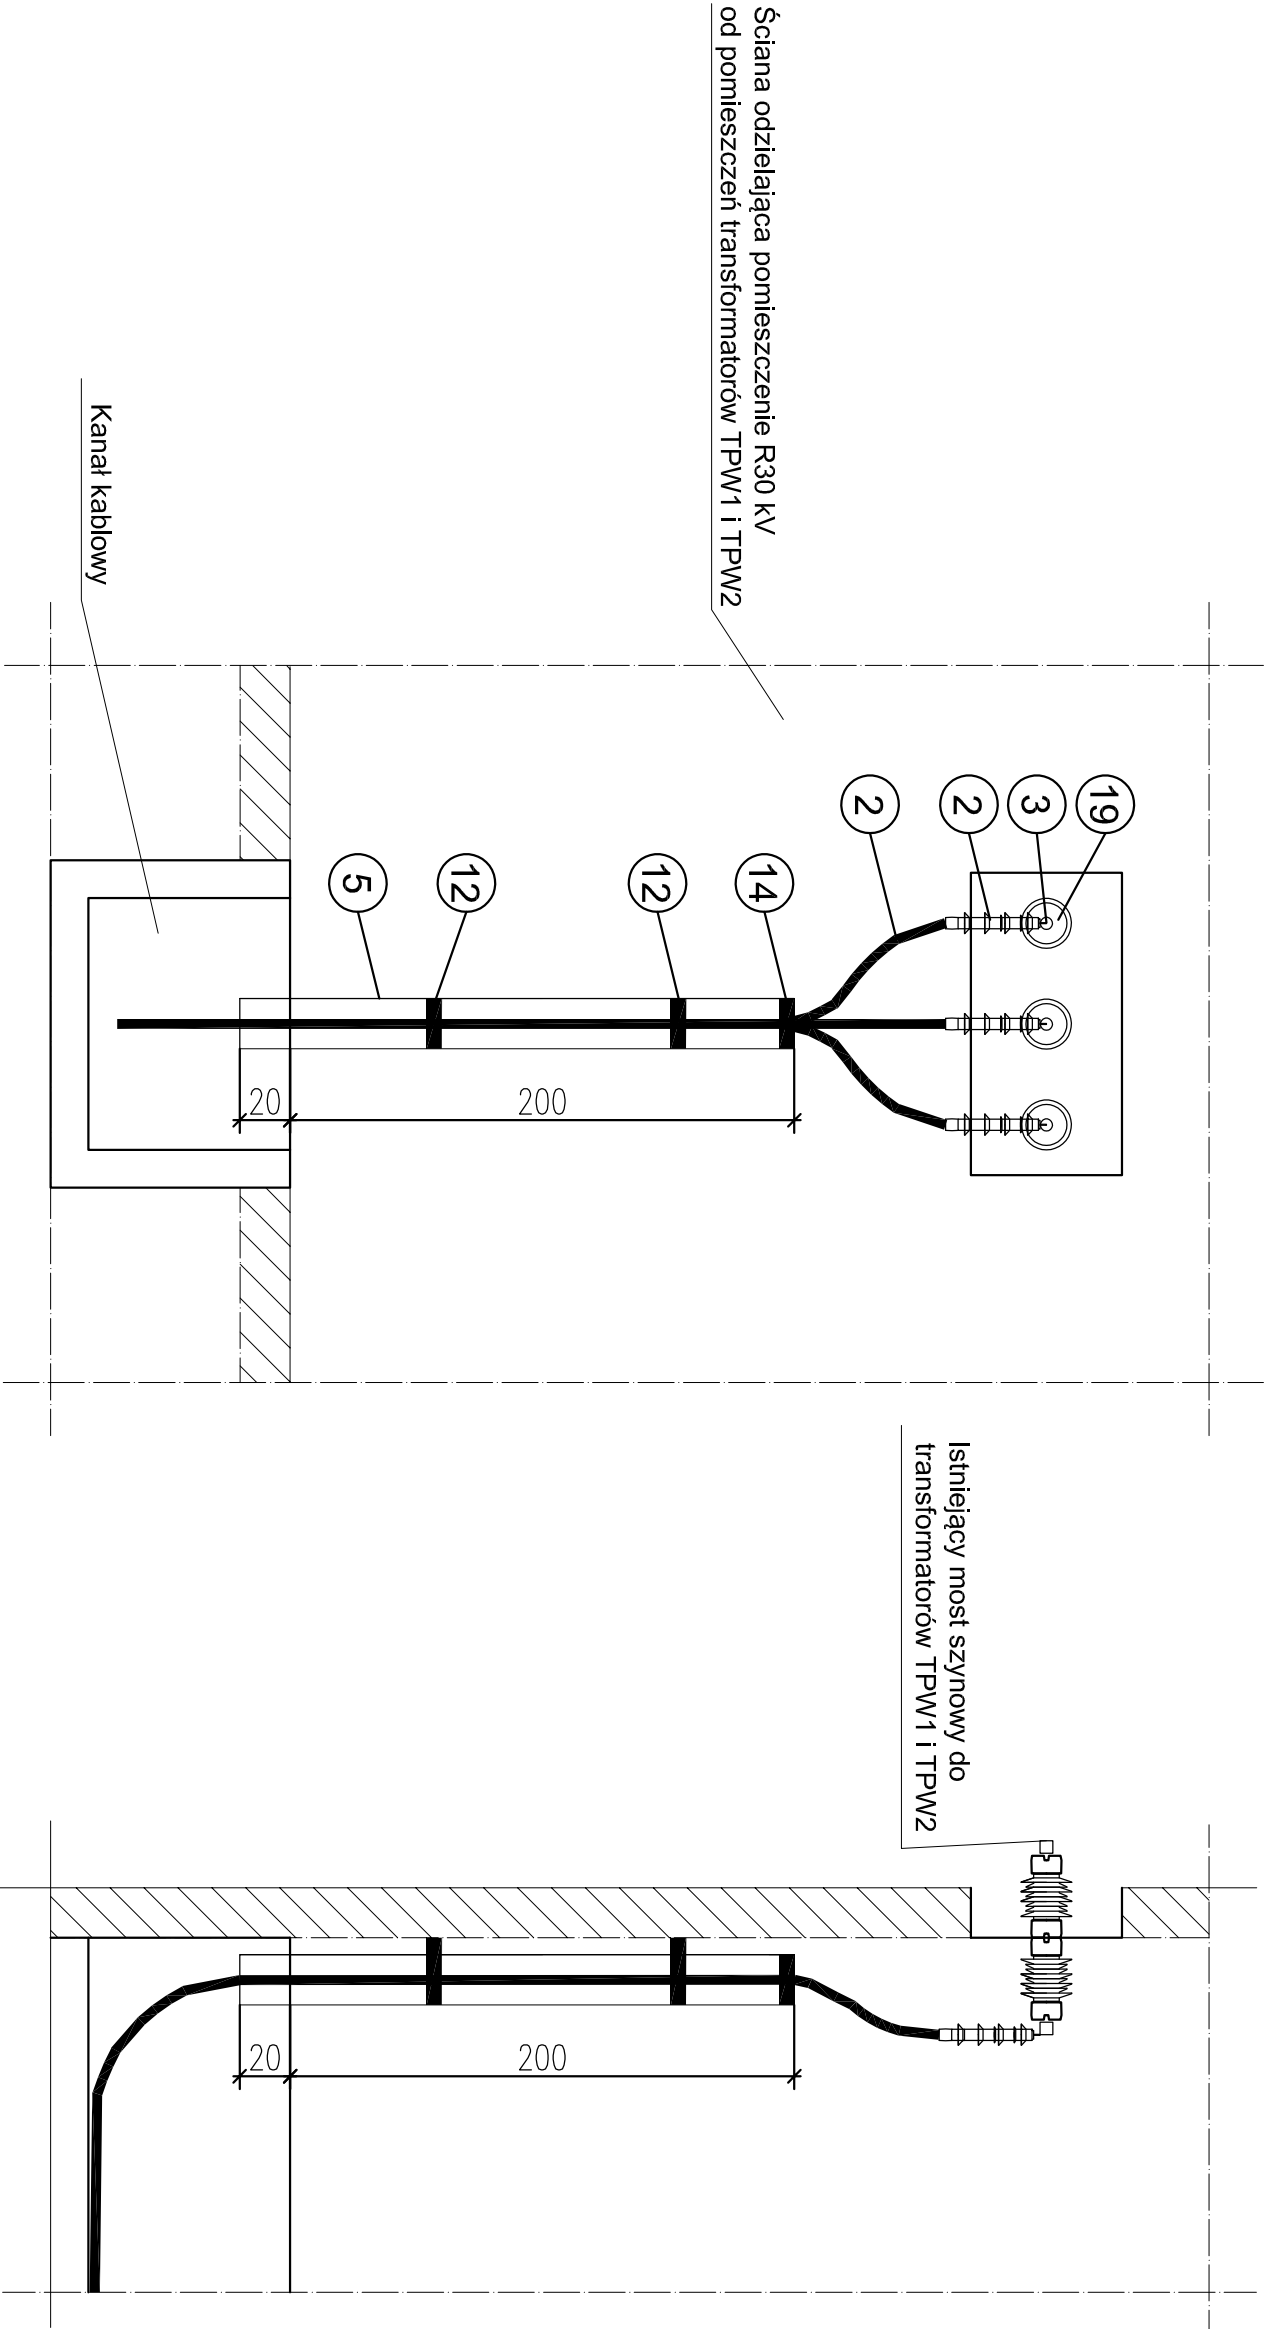 Ściana odzielająca pomieszczenie R30 kV
od pomieszczeń transformatorów TPW1 i TPW2
19
3
2
2
14
12
12
5
200
20
Kanał kablowy
Istniejący most szynowy do
transformatorów TPW1 i TPW2
200
20